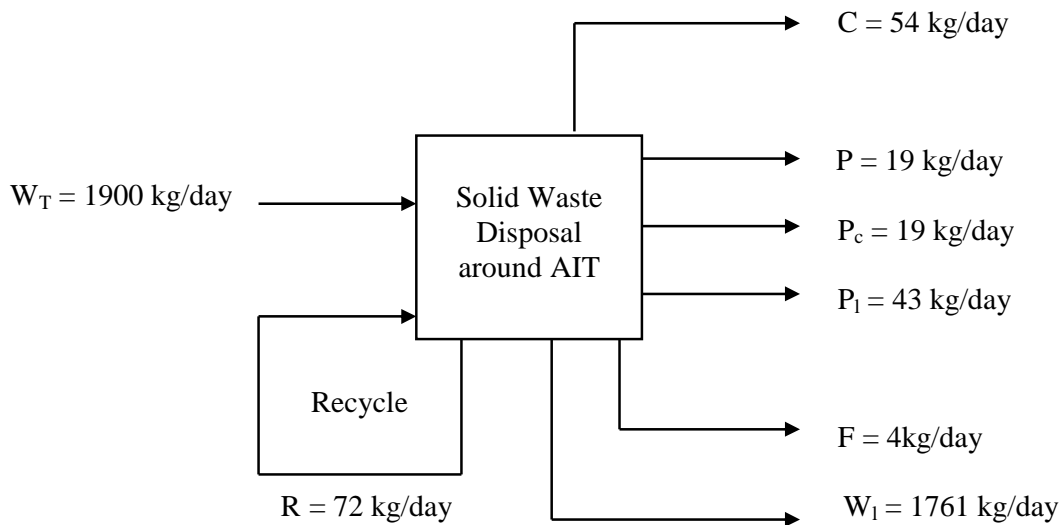 C = 54 kg/day
P = 19 kg/day
W_T = 1900 kg/day
Solid Waste
Disposal
around AIT
P_c = 19 kg/day
P_l = 43 kg/day
Recycle
F = 4kg/day
R = 72 kg/day
W_l = 1761 kg/day